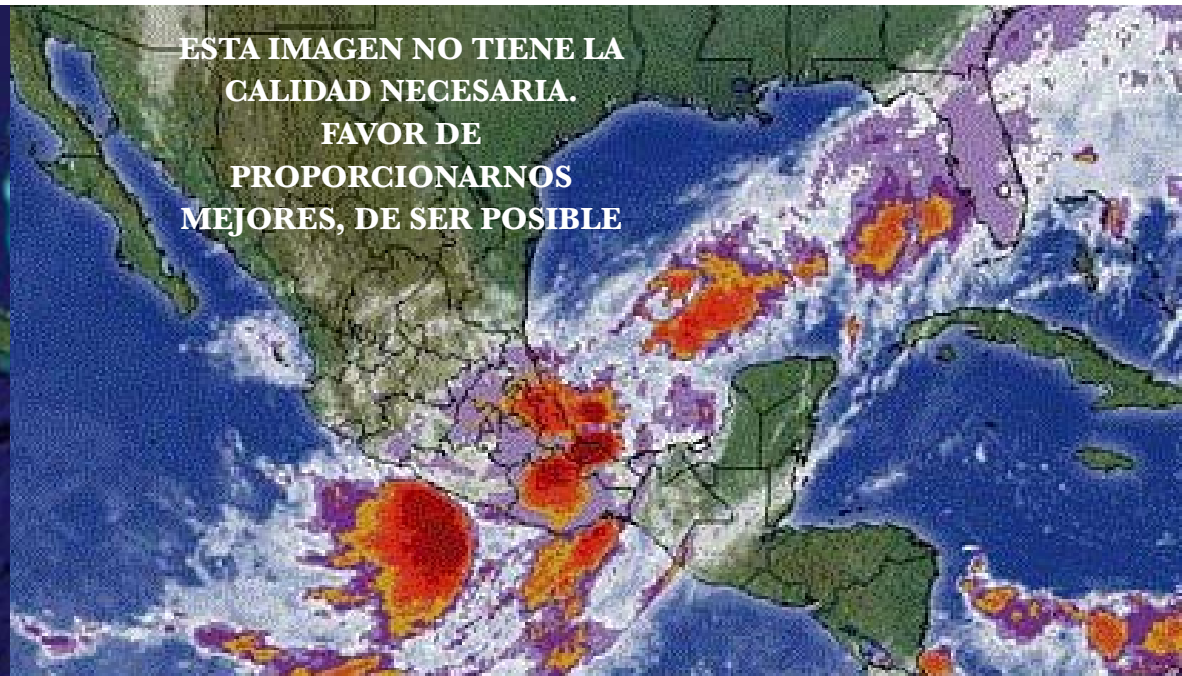 ESTA IMAGEN NO TIENE LA
CALIDAD NECESARIA.
FAVOR DE
PROPORCIONARNOS
MEJORES, DE SER POSIBLE